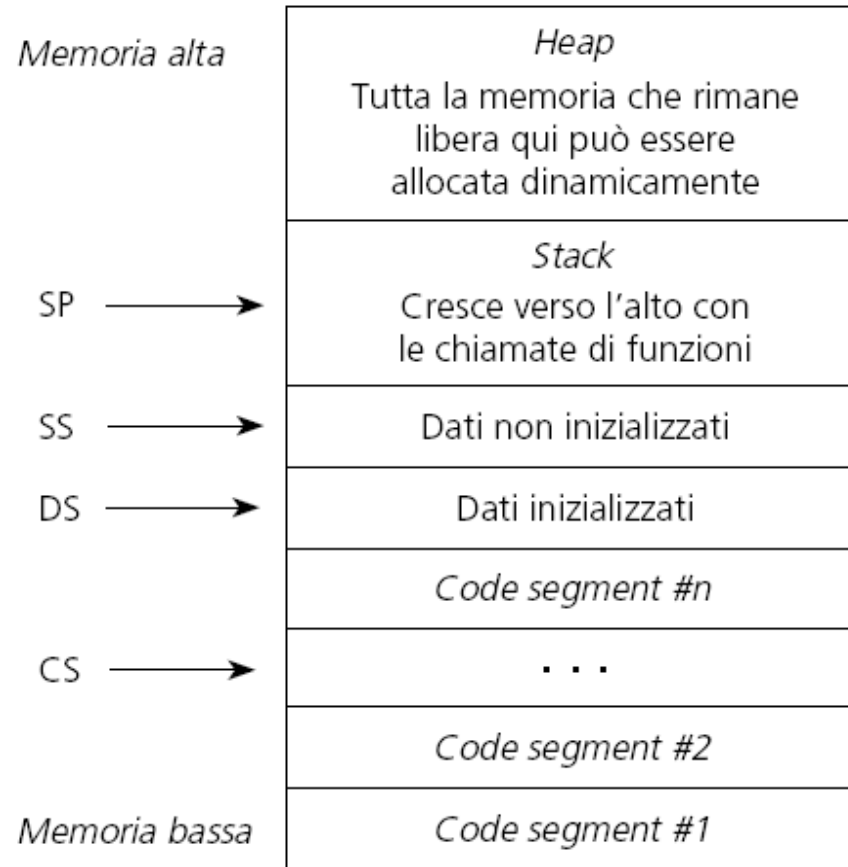 Memoria alta
Heap
Tutta la memoria che rimane
libera qui può essere
allocata dinamicamente
Stack
SP
Cresce verso l'alto con
le chiamate di funzioni
SS
Dati non inizializzati
DS
Dati inizializzati
Code segment #n
CS
. . .
Code segment #2
Memoria bassa
Code segment #1